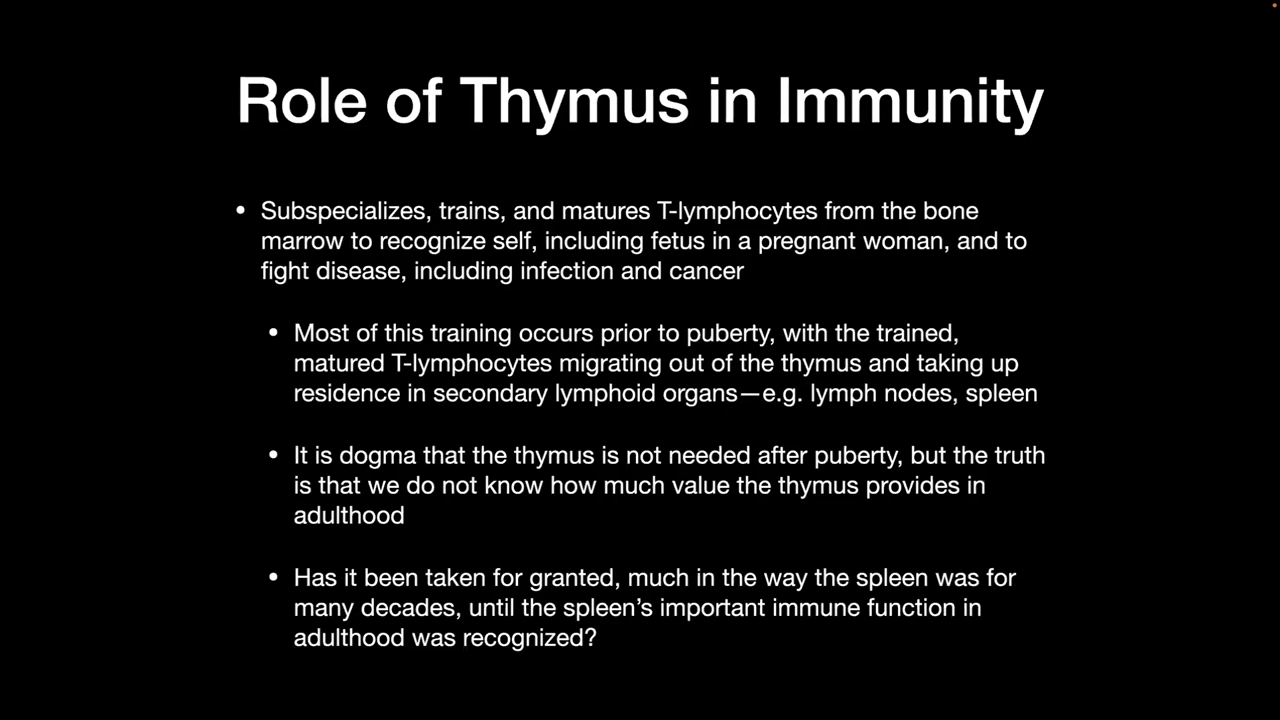 Role of Thymus in Immunity
• Subspecializes, trains, and matures T-lymphocytes from the bone
marrow to recognize self, including fetus in a pregnant woman, and to
fight disease, including infection and cancer
• Most of this training occurs prior to puberty, with the trained,
matured T-lymphocytes migrating out of the thymus and taking up
residence in secondary lymphoid organs—e.g. lymph nodes, spleen
• It is dogma that the thymus is not needed after puberty, but the truth
is that we do not know how much value the thymus provides in
adulthood
• Has it been taken for granted, much in the way the spleen was for
many decades, until the spleen’s important immune function in
adulthood was recognized?